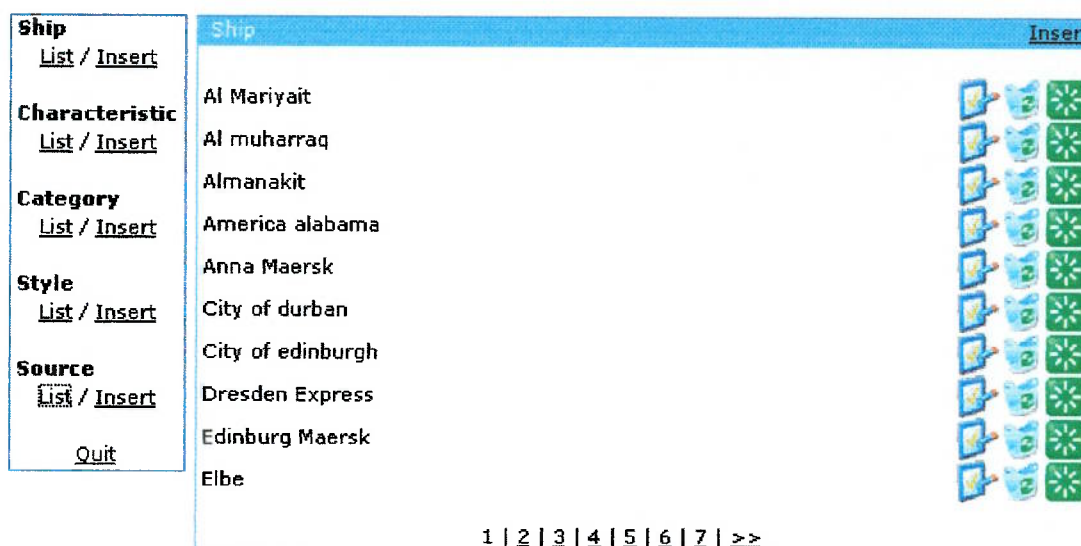 Ship
List / Insert
Characteristic
List / Insert
Category
List / Insert
Style
List / Insert
Source
List / Insert
Quit
Ship
Inser
Al Mariyait
Al muharraq
Almanakit
America alabama
Anna Maersk
City of durban
City of edinburgh
Dresden Express
Edinburg Maersk
Elbe
1 | 2 | 3 | 4 | 5 | 6 | 7 | >>